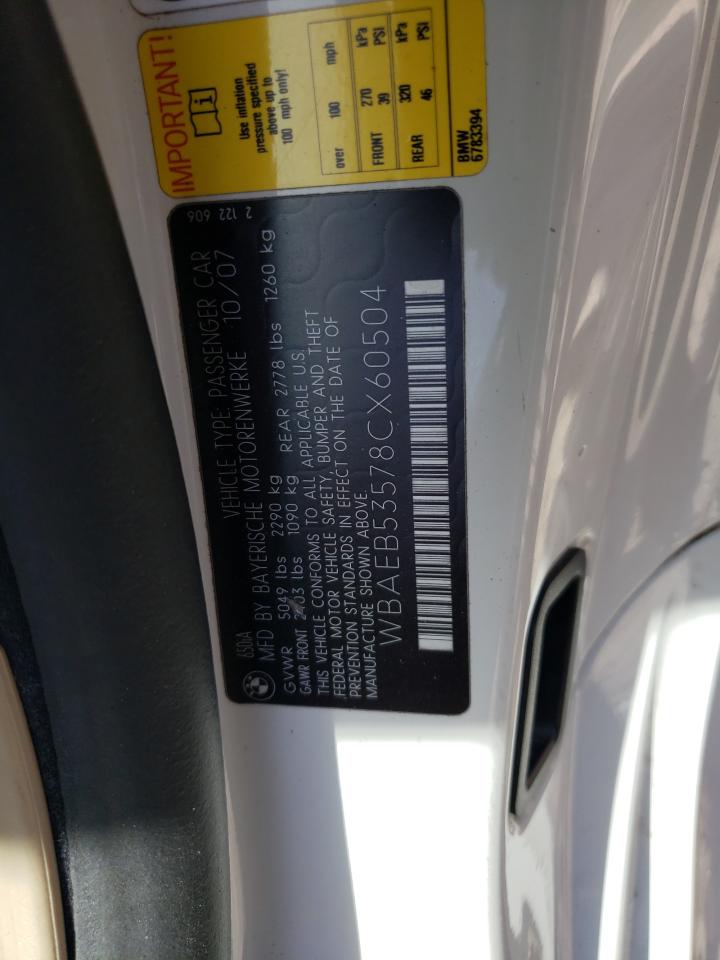 IMPORTANT!
Use inflation
pressure specified
above up to
100 mph only!
over 100 mph
kPa PSI kPa PSI
FRONT 270 39
REAR 320 46
BMW
6783394
650IA VEHICLE TYPE: PASSENGER CAR 2 122 606
MFD BY BAYERISCHE MOTORENWERKE 10/07
GVWR 5049 lbs 2290 kg
GAWR FRONT 2403 lbs 1090 kg REAR 2778 lbs 1260 kg
THIS VEHICLE CONFORMS TO ALL APPLICABLE U.S.
FEDERAL MOTOR VEHICLE SAFETY, BUMPER AND THEFT
PREVENTION STANDARDS IN EFFECT ON THE DATE OF
MANUFACTURE SHOWN ABOVE.
WBAEB53578CX60504